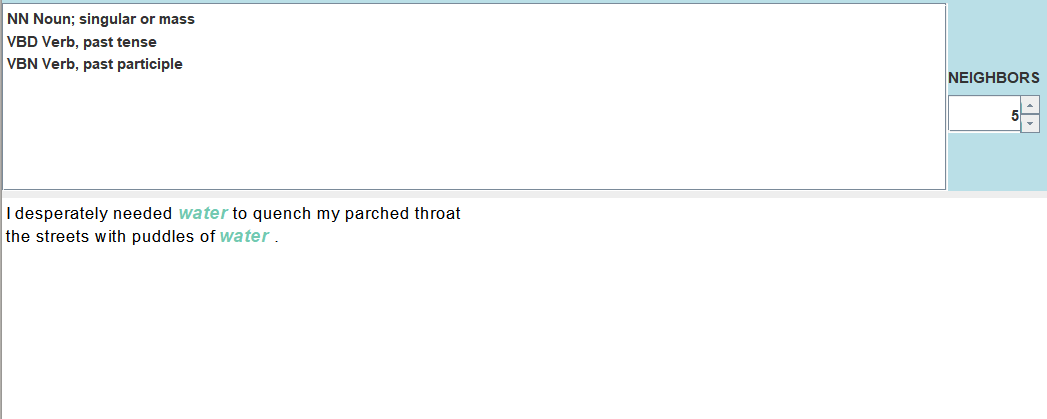 NN Noun; singular or mass
VBD Verb, past tense
VBN Verb, past participle
NEIGHBORS
5
I desperately needed water to quench my parched throat
the streets with puddles of water .